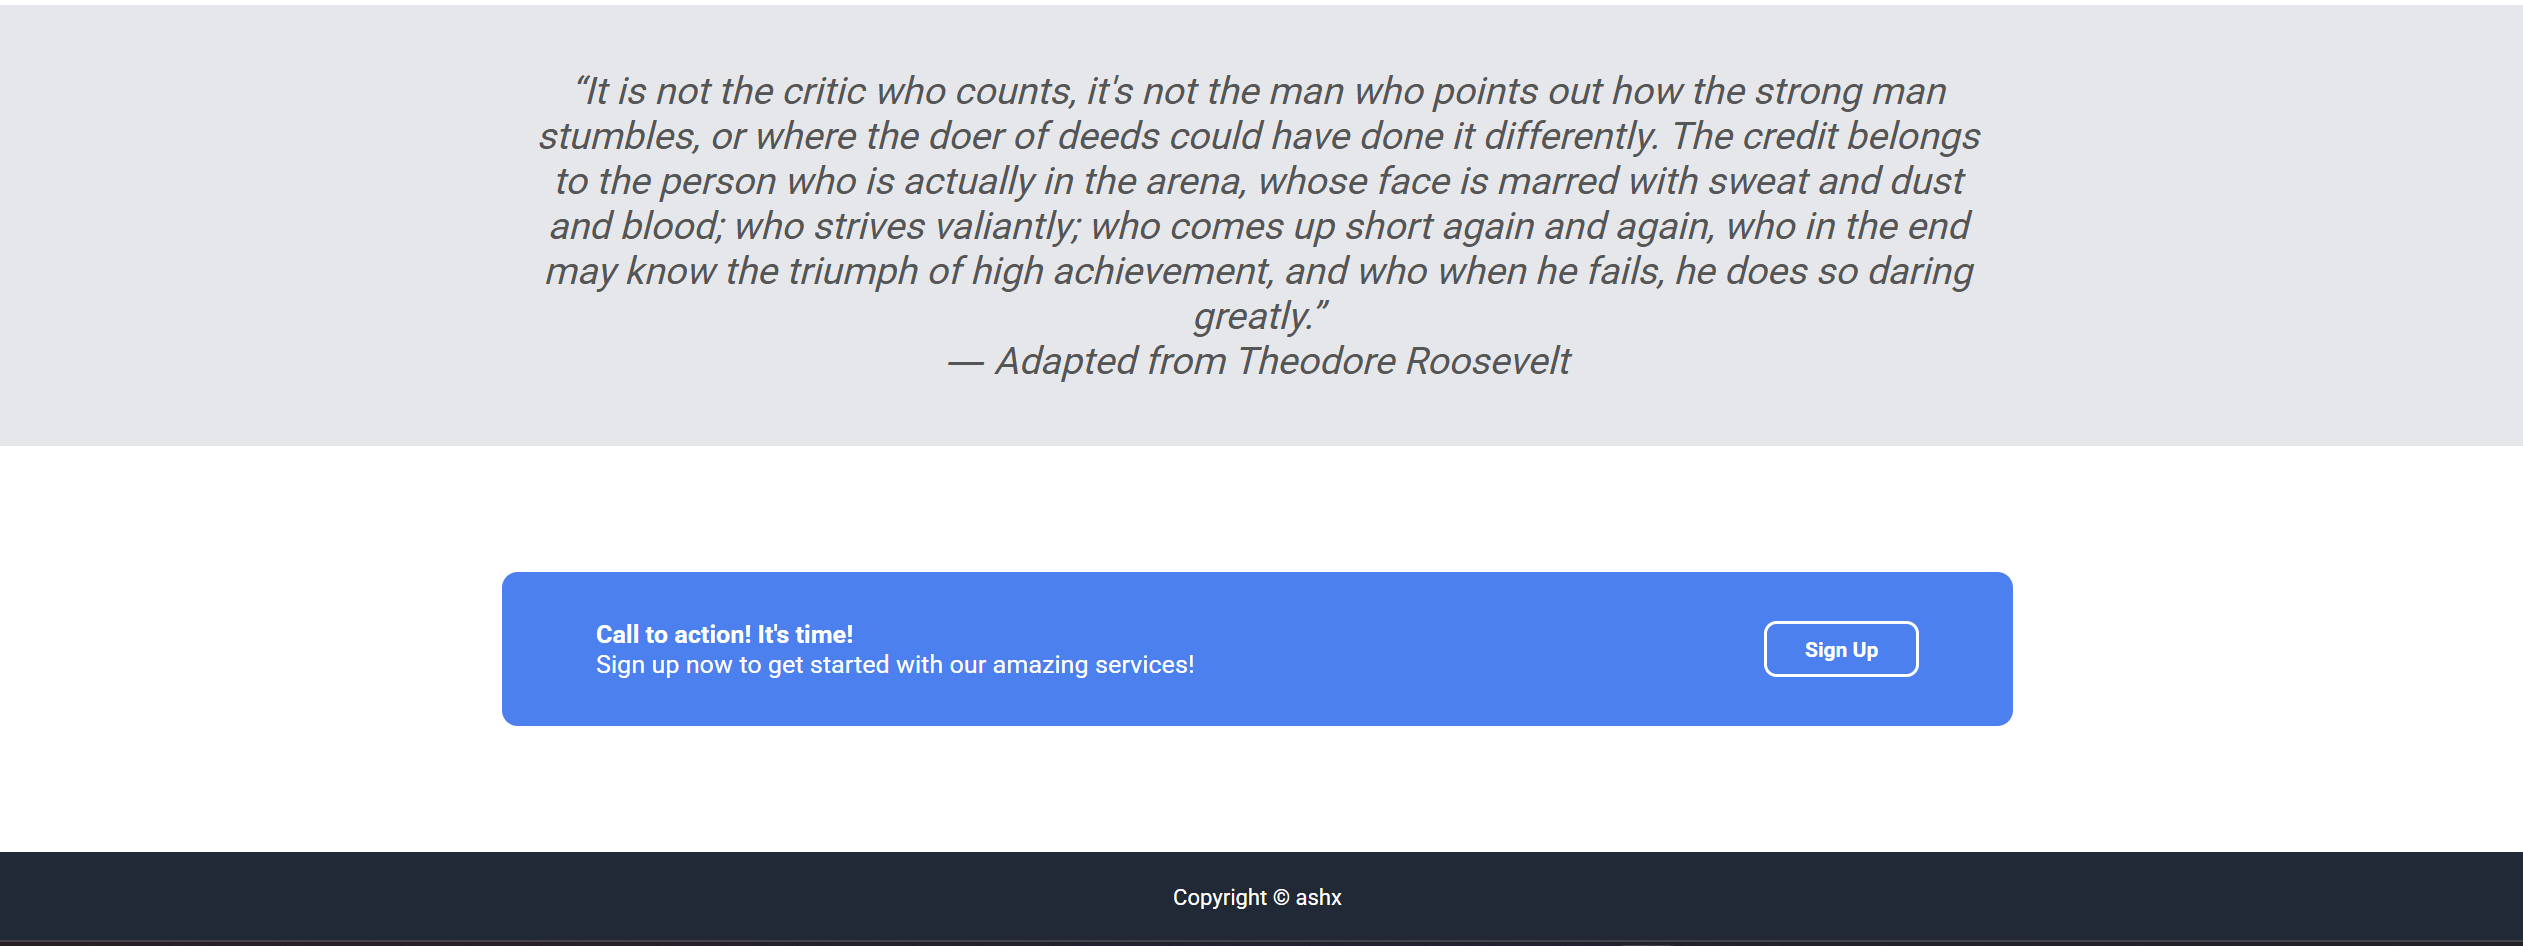 “It is not the critic who counts, it's not the man who points out how the strong man
stumbles, or where the doer of deeds could have done it differently. The credit belongs
to the person who is actually in the arena, whose face is marred with sweat and dust
and blood; who strives valiantly; who comes up short again and again, who in the end
may know the triumph of high achievement, and who when he fails, he does so daring
greatly.”
— Adapted from Theodore Roosevelt
Call to action! It's time!
Sign up now to get started with our amazing services!
Sign Up
Copyright © ashx